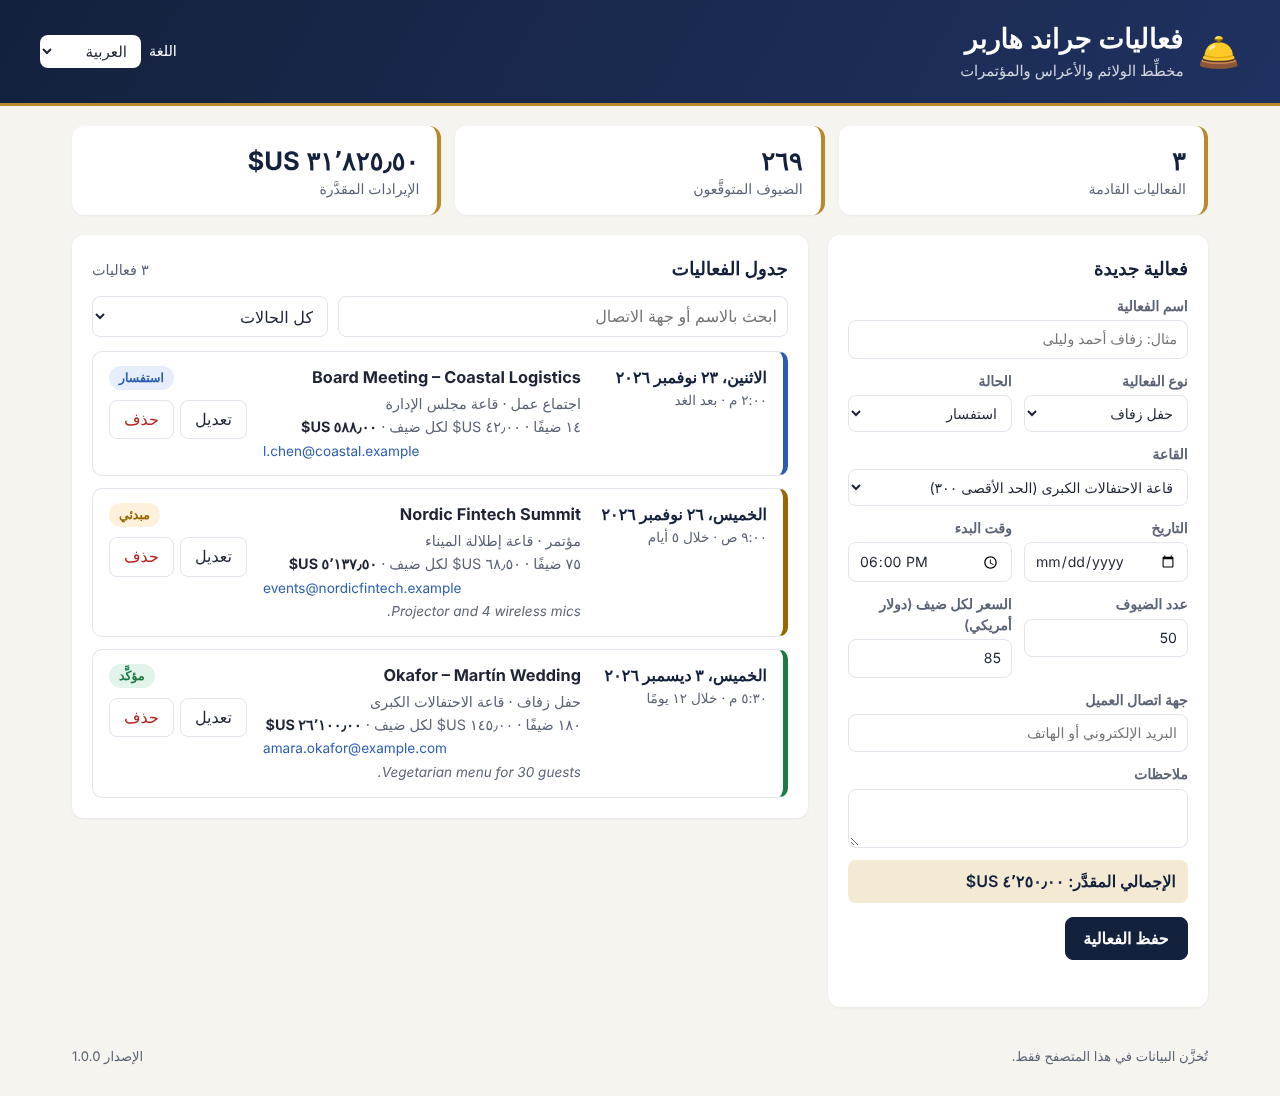 فعاليات جراند هاربر
مخطِّط الولائم والأعراس والمؤتمرات
اللغة
العربية
٣
الفعاليات القادمة
٢٦٩
الضيوف المتوقَّعون
٣١٬٨٢٥٫٥٠ US$
الإيرادات المقدَّرة
فعالية جديدة
اسم الفعالية
مثال: زفاف أحمد وليلى
نوع الفعالية
الحالة
حفل زفاف
استفسار
القاعة
قاعة الاحتفالات الكبرى (الحد الأقصى ٣٠٠)
التاريخ
وقت البدء
mm/dd/yyyy
06:00 PM
عدد الضيوف
السعر لكل ضيف (دولار
أمريكي)
50
85
جهة اتصال العميل
البريد الإلكتروني أو الهاتف
ملاحظات
الإجمالي المقدَّر: ٤٬٢٥٠٫٠٠ US$
حفظ الفعالية
جدول الفعاليات
٣ فعاليات
ابحث بالاسم أو جهة الاتصال
كل الحالات
الاثنين، ٢٣ نوفمبر ٢٠٢٦
٢:٠٠ م · بعد الغد
Board Meeting – Coastal Logistics
اجتماع عمل · قاعة مجلس الإدارة
١٤ ضيفًا · ٤٢٫٠٠ US$ لكل ضيف · ٥٨٨٫٠٠ US$
l.chen@coastal.example
استفسار
تعديل
حذف
الخميس، ٢٦ نوفمبر ٢٠٢٦
٩:٠٠ ص · خلال ٥ أيام
Nordic Fintech Summit
مؤتمر · قاعة إطلالة الميناء
٧٥ ضيفًا · ٦٨٫٥٠ US$ لكل ضيف · ٥٬١٣٧٫٥٠ US$
events@nordicfintech.example
Projector and 4 wireless mics.
مبدئي
تعديل
حذف
الخميس، ٣ ديسمبر ٢٠٢٦
٥:٣٠ م · خلال ١٢ يومًا
Okafor – Martín Wedding
حفل زفاف · قاعة الاحتفالات الكبرى
١٨٠ ضيفًا · ١٤٥٫٠٠ US$ لكل ضيف · ٢٦٬١٠٠٫٠٠ US$
amara.okafor@example.com
Vegetarian menu for 30 guests.
مؤكَّد
تعديل
حذف
تُخزَّن البيانات في هذا المتصفح فقط.
الإصدار 1.0.0